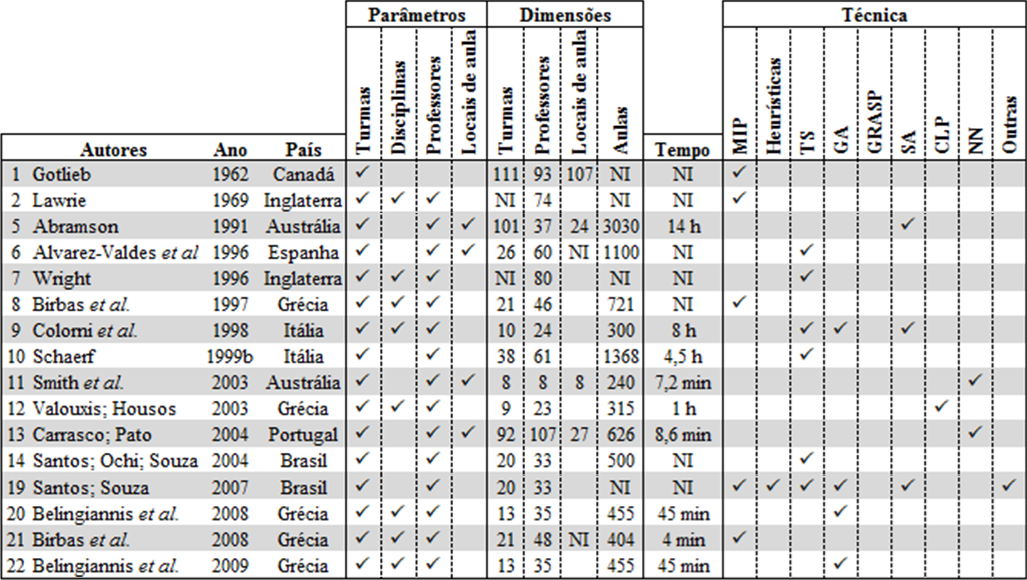 Parâmetros Dimensões Técnica
Autores Ano País Turmas Disciplinas Professores Locais de aula Turmas Professores Locais de aula Aulas Tempo MIP Heurísticas TS GA GRASP SA CLP NN Outras
1 Gotlieb 1962 Canadá ✓ 111 93 107 NI NI ✓
2 Lawrie 1969 Inglaterra ✓ ✓ ✓ NI 74 NI NI ✓
5 Abramson 1991 Austrália ✓ ✓ ✓ 101 37 24 3030 14 h ✓
6 Alvarez-Valdes et al 1996 Espanha ✓ ✓ ✓ 26 60 NI 1100 NI ✓
7 Wright 1996 Inglaterra ✓ ✓ ✓ NI 80 NI NI ✓
8 Birbas et al. 1997 Grécia ✓ ✓ ✓ 21 46 721 NI ✓
9 Colorni et al. 1998 Itália ✓ ✓ ✓ 10 24 300 8 h ✓ ✓ ✓
10 Schaerf 1999b Itália ✓ ✓ 38 61 1368 4,5 h ✓
11 Smith et al. 2003 Austrália ✓ ✓ ✓ 8 8 8 240 7,2 min ✓
12 Valouxis; Housos 2003 Grécia ✓ ✓ ✓ 9 23 315 1 h ✓
13 Carrasco; Pato 2004 Portugal ✓ ✓ ✓ 92 107 27 626 8,6 min ✓
14 Santos; Ochi; Souza 2004 Brasil ✓ ✓ 20 33 500 NI ✓
19 Santos; Souza 2007 Brasil ✓ ✓ 20 33 NI NI ✓ ✓ ✓ ✓ ✓ ✓
20 Belingiannis et al. 2008 Grécia ✓ ✓ ✓ 13 35 455 45 min ✓
21 Birbas et al. 2008 Grécia ✓ ✓ ✓ 21 48 NI 404 4 min ✓
22 Belingiannis et al. 2009 Grécia ✓ ✓ ✓ 13 35 455 45 min ✓